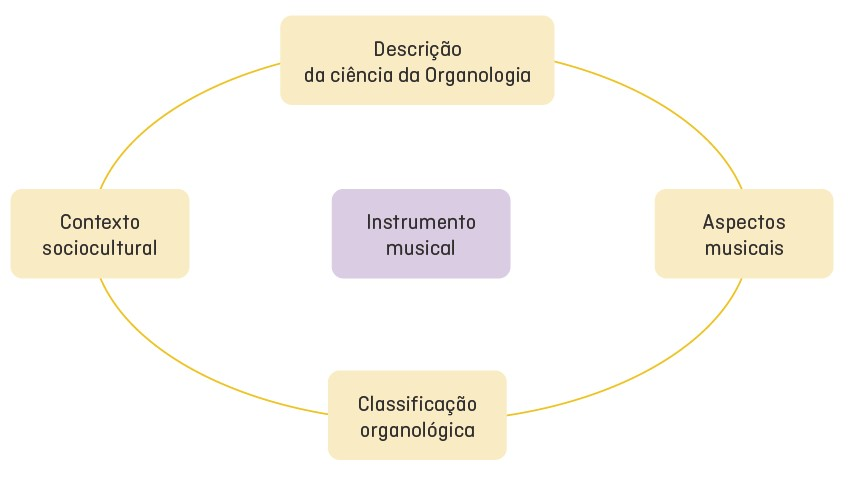 Descrição
da ciência da Organologia
Contexto
sociocultural
Instrumento
musical
Aspectos
musicais
Classificação
organológica